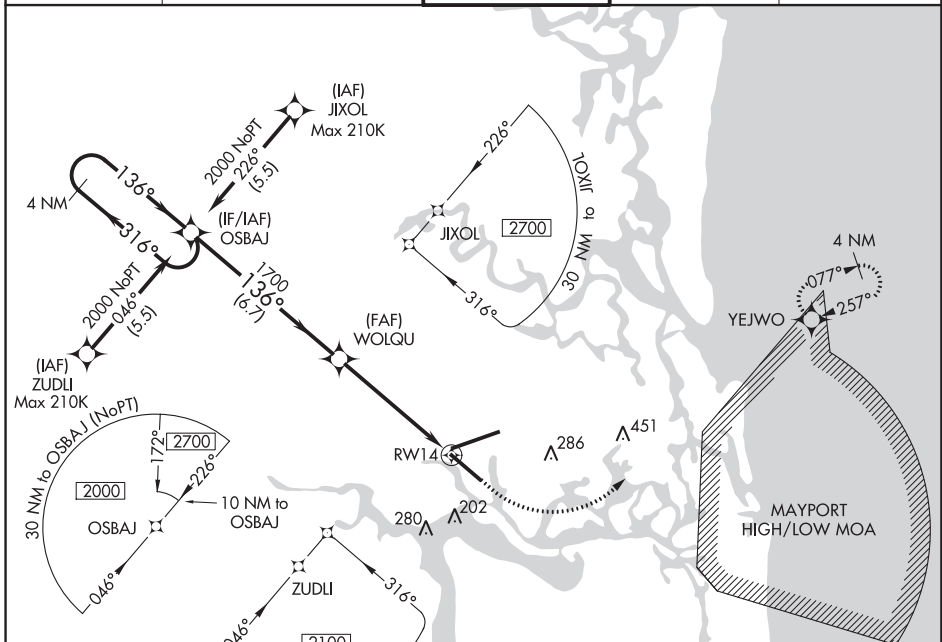 (IAF)
JIXOL
Max 210K
2000 NoPT
226°
(5.5)
136°
4 NM
316°
(IF/IAF)
OSBAJ
2000 NoPT
046°
(5.5)
(IAF)
ZUDLI
Max 210K
1700
136°
(6.7)
(FAF)
WOLQU
RW14
226°
JIXOL
2700
30 NM to JIXOL
316°
4 NM
077°
257°
YEJWO
286
451
280
202
MAYPORT
HIGH/LOW MOA
30 NM to OSBAJ (NoPT)
172°
2700
226°
2000
10 NM to
OSBAJ
OSBAJ
046°
ZUDLI
046°
316°
2100